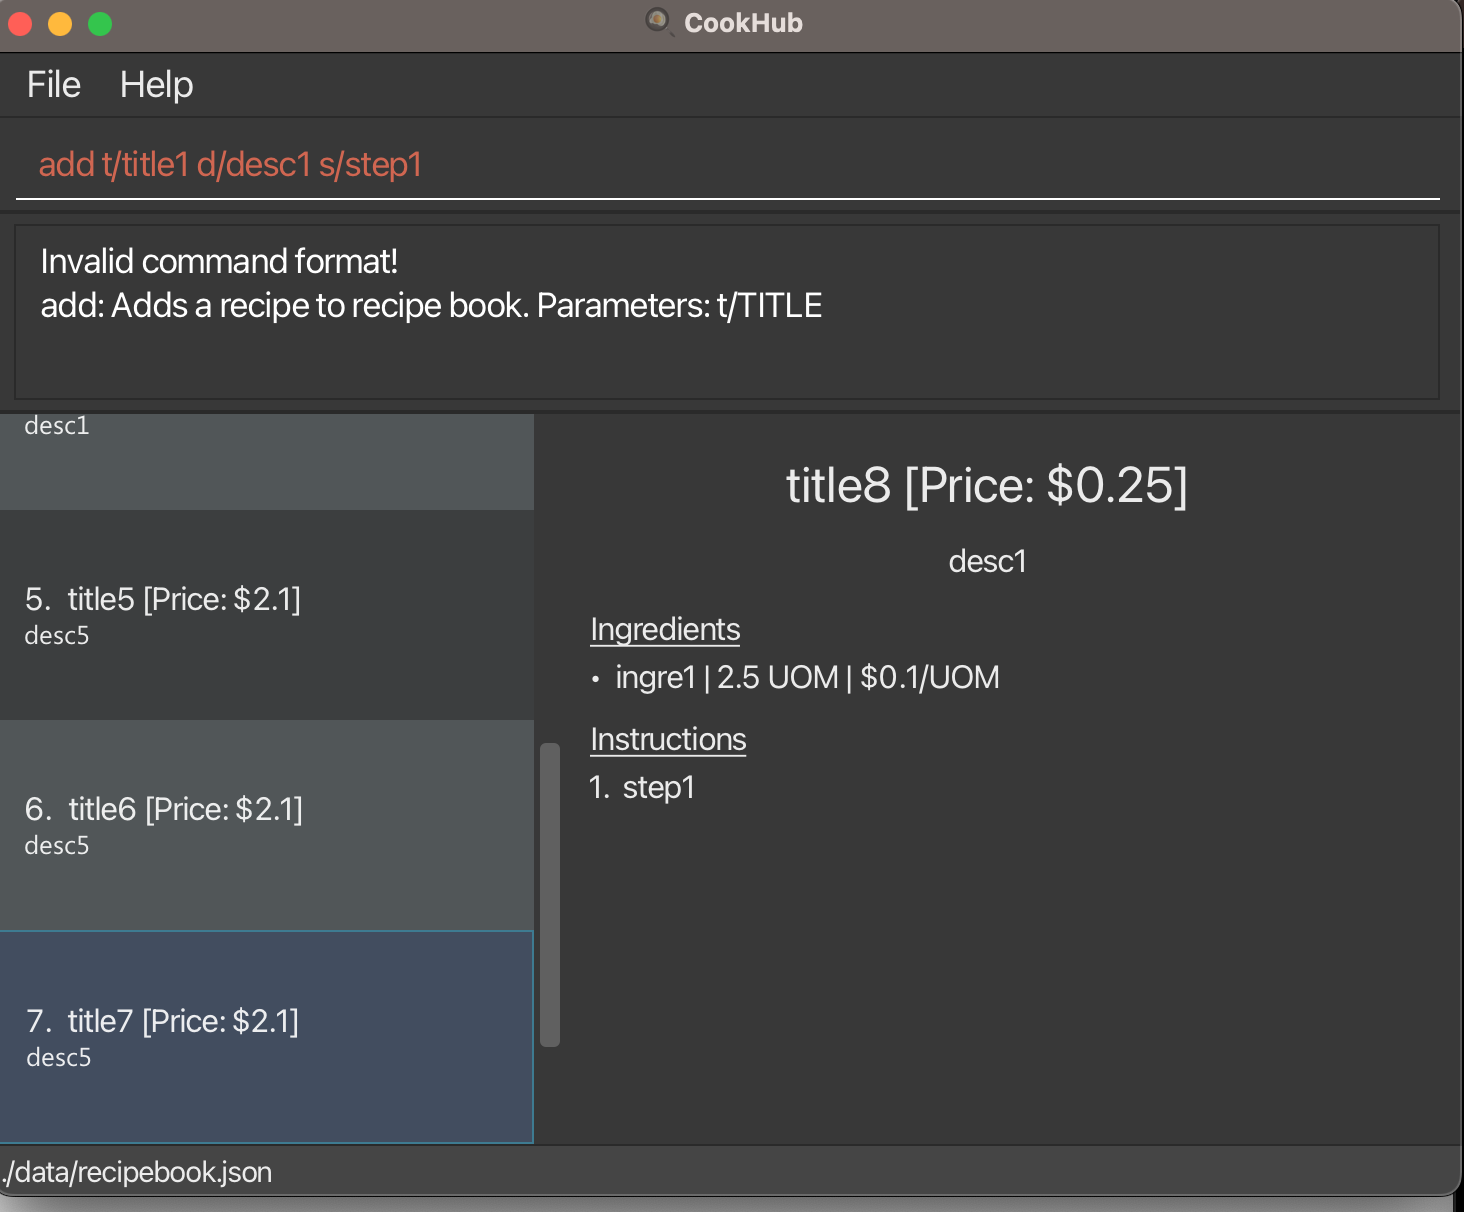 CookHub
File Help
add t/title1 d/desc1 s/step1
Invalid command format!
add: Adds a recipe to recipe book. Parameters: t/TITLE
desc1
5. title5 [Price: $2.1]
desc5
6. title6 [Price: $2.1]
desc5
7. title7 [Price: $2.1]
desc5
title8 [Price: $0.25]
desc1
Ingredients
• ingre1 | 2.5 UOM | $0.1/UOM
Instructions
1. step1
./data/recipebook.json